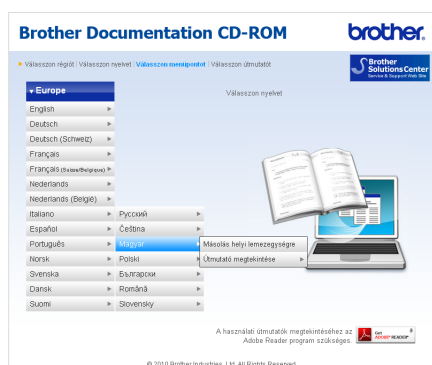 Brother Documentation CD-ROM
brother.
Válasszon régiót | Válasszon nyelvet | Válasszon menüpontot | Válasszon útmutatót
Brother
Solutions Center
Service & Support Web Site
Europe
Válasszon nyelvet
English
Deutsch
Deutsch (Schweiz)
Français
Français (Suisse/Belgique)
Nederlands
Nederlands (België)
Italiano
Русский
Español
Čeština
Português
Magyar
Másolás helyi lemezegységre
Norsk
Polski
Útmutató megtekintése
Svenska
Български
Dansk
Română
Suomi
Slovensky
A használati útmutatók megtekintéséhez az
Adobe Reader program szükséges.
Get
ADOBE® READER®
© 2010 Brother Industries, Ltd. All Rights Reserved.